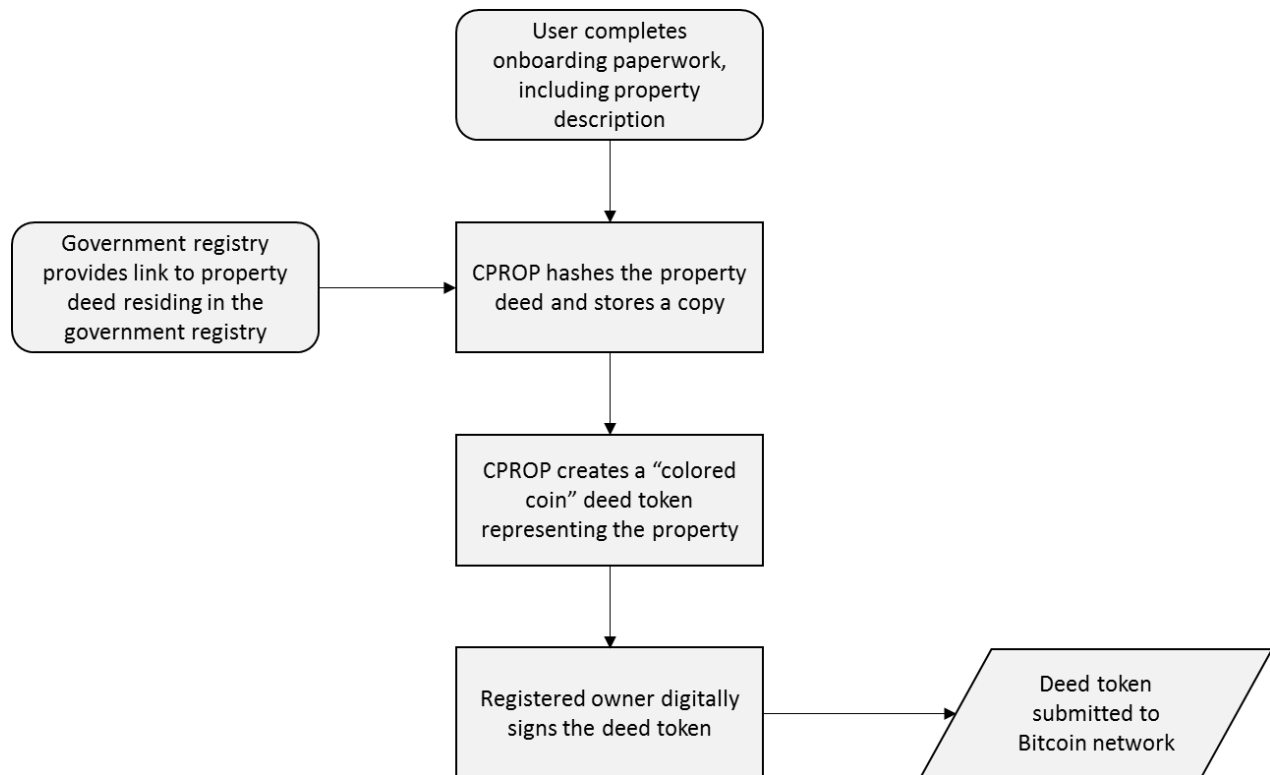 User completes
onboarding paperwork,
including property
description
Government registry
provides link to property
deed residing in the
government registry
CPROP hashes the property
deed and stores a copy
CPROP creates a “colored
coin” deed token
representing the property
Registered owner digitally
signs the deed token
Deed token
submitted to
Bitcoin network